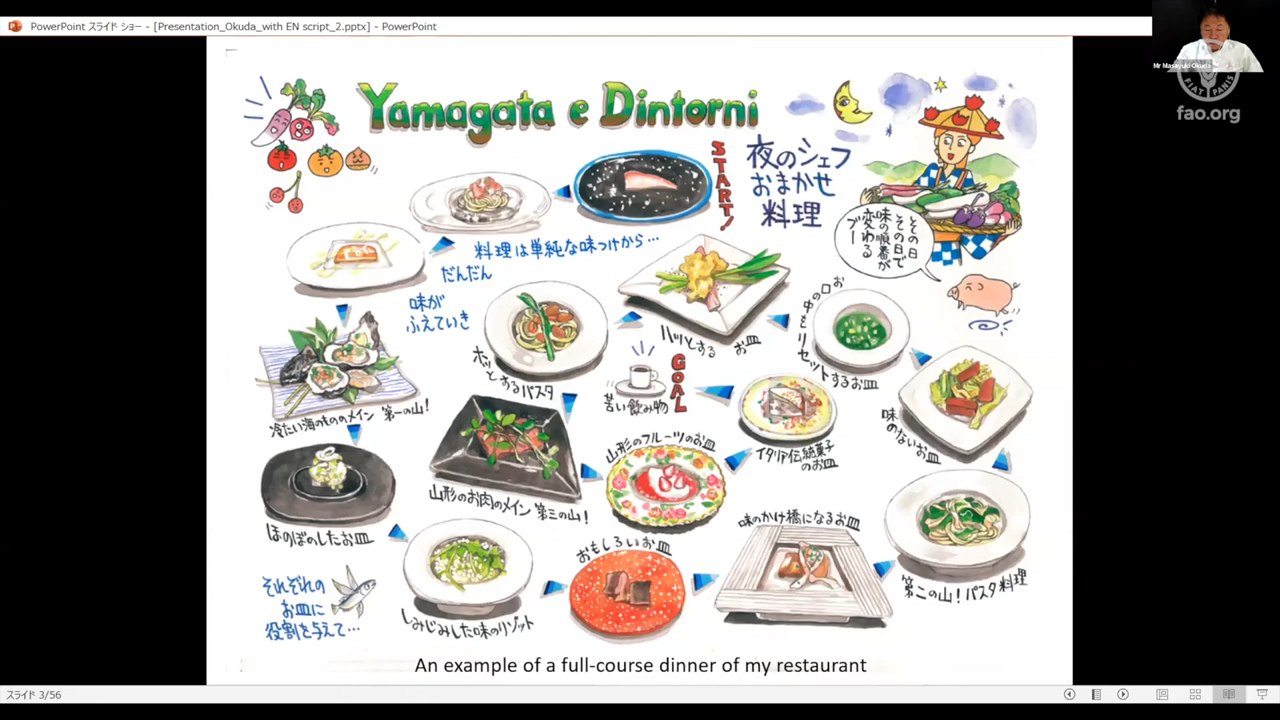 PowerPoint スライド ショー - [Presentation_Okuda_with EN script_2.pptx] - PowerPoint
Mr Masayuki Okuda
FIAT PANIS
fao.org
Yamagata e Dintorni
START!
夜のシェフ
おまかせ
料理
その日
その日で
味の順番が
変わる
ブー
料理は単純な味つけから…
だんだん
味が
ふえていき
冷たい海のもののメイン 第一の山!
ほのぼのしたお皿
しみじみした味のリゾット
おもしろいお皿
味のかけ橋になるお皿
第二の山!パスタ料理
味のないお皿
お口の中をリセットするお皿
ハッとする お皿
ホッとするパスタ
山形のお肉のメイン 第三の山!
山形のフルーツのお皿
イタリア伝統菓子
のお皿
GOAL
苦い飲み物
それぞれの
お皿に
役割を与えて…
An example of a full-course dinner of my restaurant
スライド 3/56